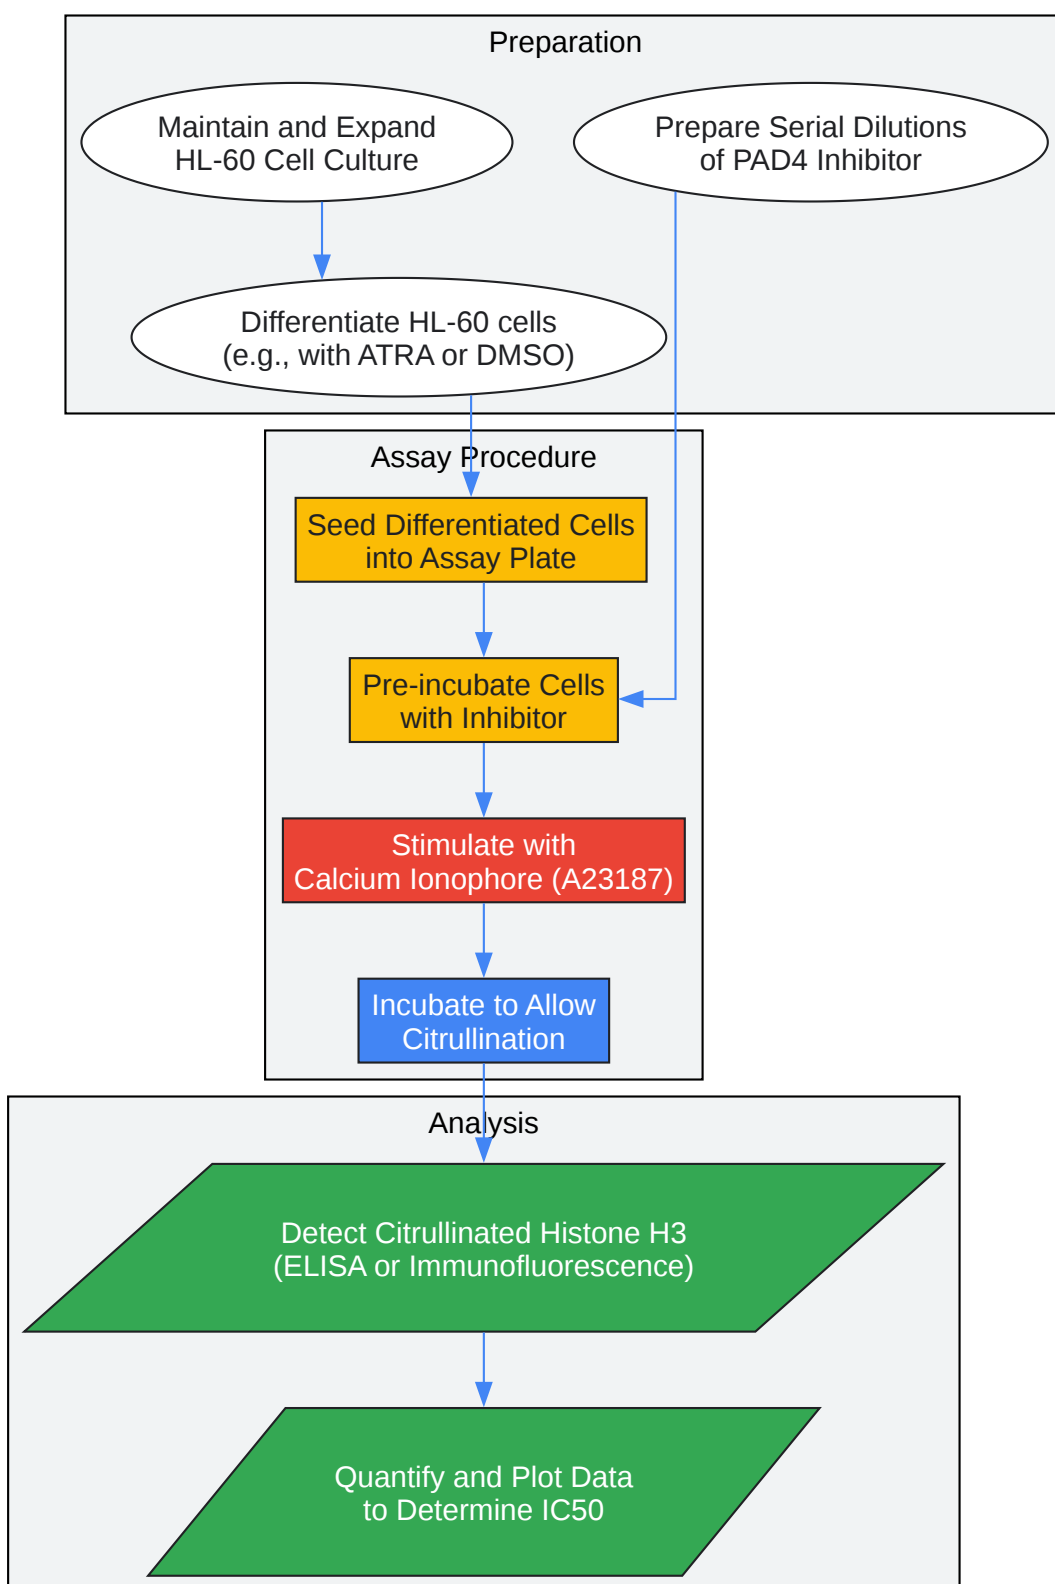 Preparation
Maintain and Expand
HL-60 Cell Culture
Prepare Serial Dilutions
of PAD4 Inhibitor
Differentiate HL-60 cells
(e.g., with ATRA or DMSO)
Assay Procedure
Seed Differentiated Cells
into Assay Plate
Pre-incubate Cells
with Inhibitor
Stimulate with
Calcium Ionophore (A23187)
Incubate to Allow
Citrullination
Analysis
Detect Citrullinated Histone H3
(ELISA or Immunofluorescence)
Quantify and Plot Data
to Determine IC50